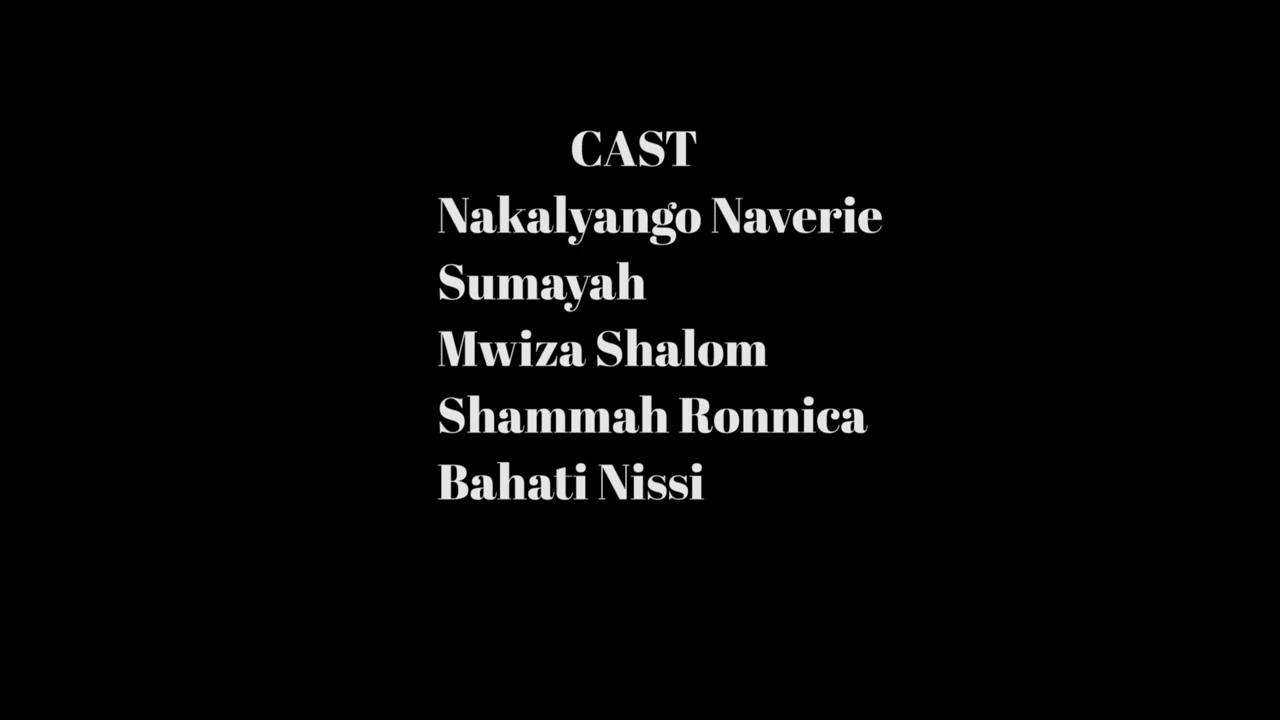 CAST
Nakalyango Naverie
Sumayah
Mwiza Shalom
Shammah Ronnica
Bahati Nissi